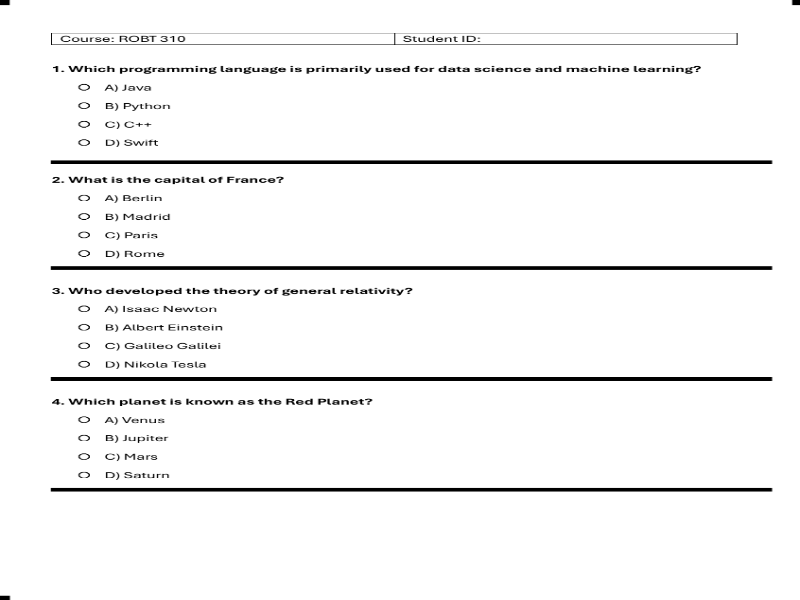 Course: ROBT 310 Student ID:
1. Which programming language is primarily used for data science and machine learning?
A) Java
B) Python
C) C++
D) Swift
2. What is the capital of France?
A) Berlin
B) Madrid
C) Paris
D) Rome
3. Who developed the theory of general relativity?
A) Isaac Newton
B) Albert Einstein
C) Galileo Galilei
D) Nikola Tesla
4. Which planet is known as the Red Planet?
A) Venus
B) Jupiter
C) Mars
D) Saturn